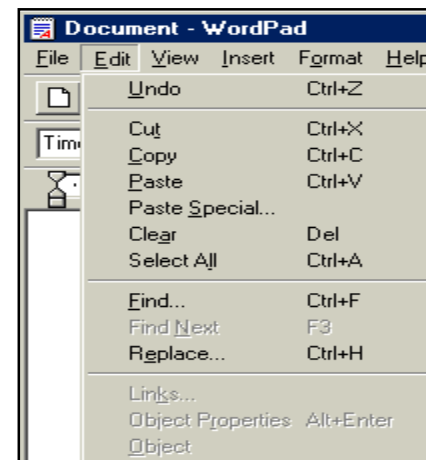 Document - WordPad
File Edit View Insert Format Help
Undo Ctrl+Z
Cut Ctrl+X
Copy Ctrl+C
Paste Ctrl+V
Paste Special...
Clear Del
Select All Ctrl+A
Find... Ctrl+F
Find Next F3
Replace... Ctrl+H
Links...
Object Properties Alt+Enter
Object